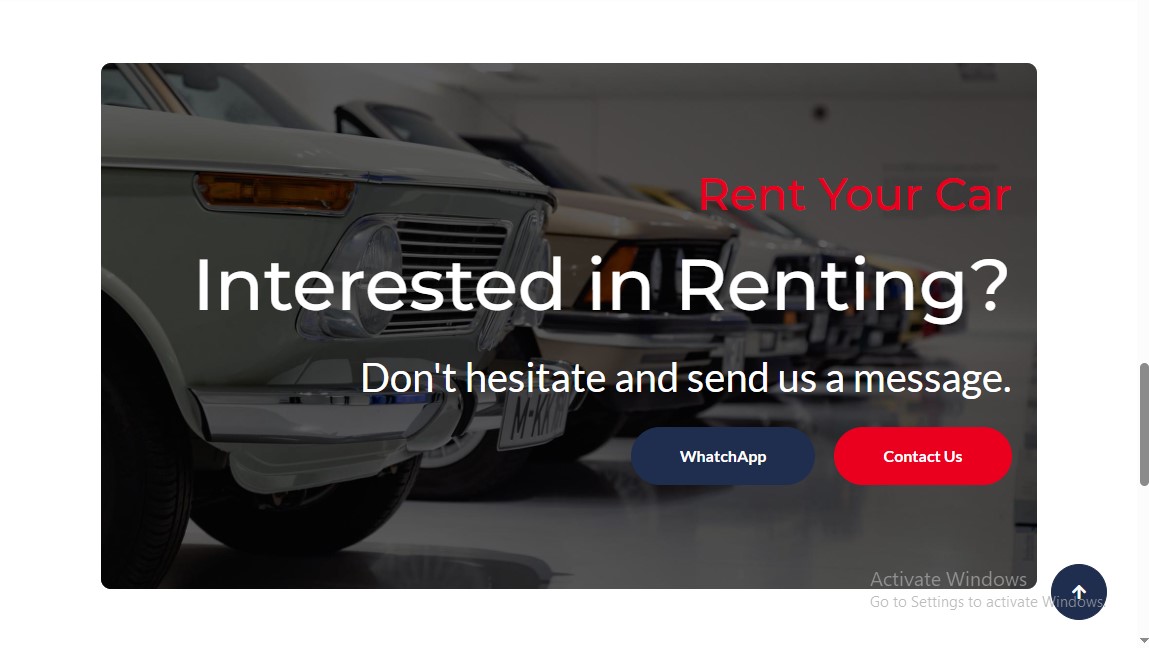 Rent Your Car
Interested in Renting?
Don't hesitate and send us a message.
WhatchApp
Contact Us
Activate Windows
Go to Settings to activate Windows.